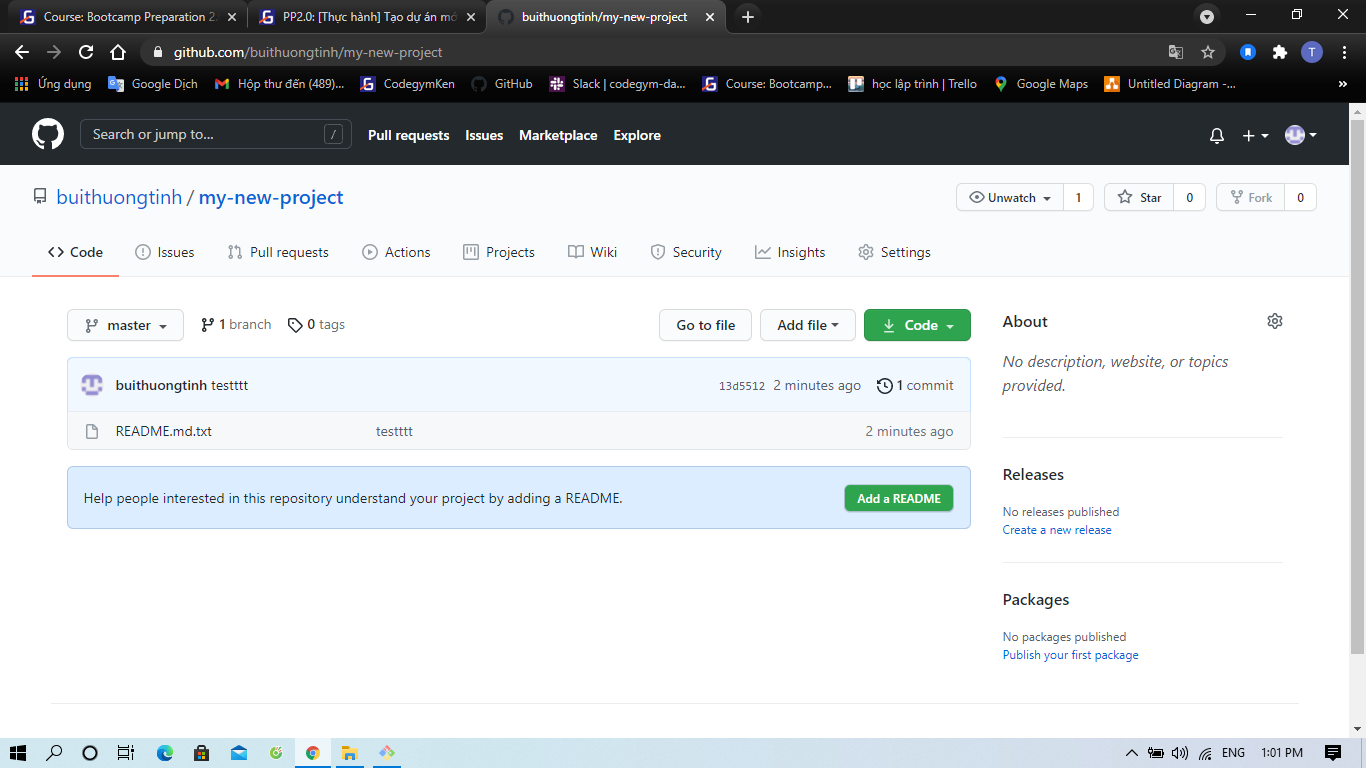 Course: Bootcamp Preparation 2.
PP2.0: [Thực hành] Tạo dự án mớ
buithuongtinh/my-new-project
github.com/buithuongtinh/my-new-project
T
Ứng dụng
Google Dịch
Hộp thư đến (489)...
CodegymKen
GitHub
Slack | codegym-da...
Course: Bootcamp...
học lập trình | Trello
Google Maps
Untitled Diagram -...
Search or jump to...
/
Pull requests
Issues
Marketplace
Explore
buithuongtinh / my-new-project
Unwatch 1
Star 0
Fork 0
Code
Issues
Pull requests
Actions
Projects
Wiki
Security
Insights
Settings
master
1 branch
0 tags
Go to file
Add file
Code
buithuongtinh testttt
13d5512 2 minutes ago
1 commit
README.md.txt
testttt
2 minutes ago
Help people interested in this repository understand your project by adding a README.
Add a README
About
No description, website, or topics
provided.
Releases
No releases published
Create a new release
Packages
No packages published
Publish your first package
ENG
1:01 PM